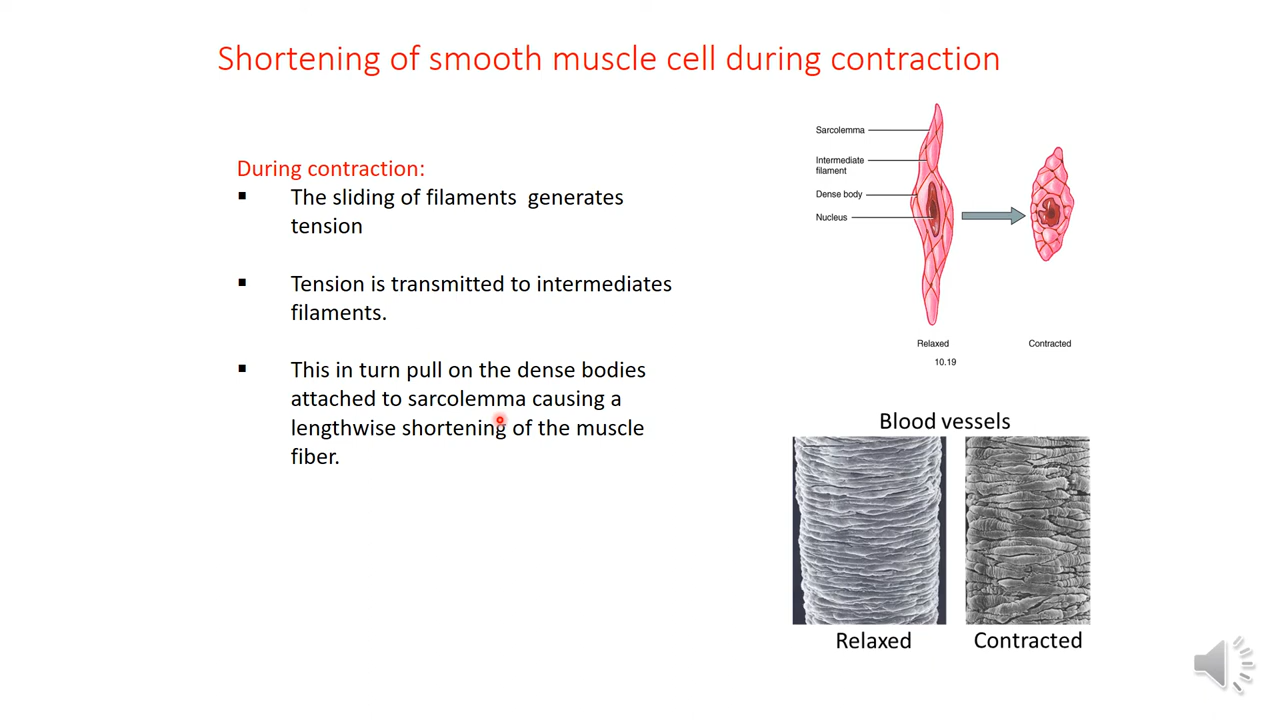 Shortening of smooth muscle cell during contraction
During contraction:
▪ The sliding of filaments  generates
tension
▪ Tension is transmitted to intermediates
filaments.
▪ This in turn pull on the dense bodies
attached to sarcolemma causing a
lengthwise shortening of the muscle
fiber.
Sarcolemma
Intermediate
filament
Dense body
Nucleus
Relaxed
Contracted
10.19
Blood vessels
Relaxed
Contracted